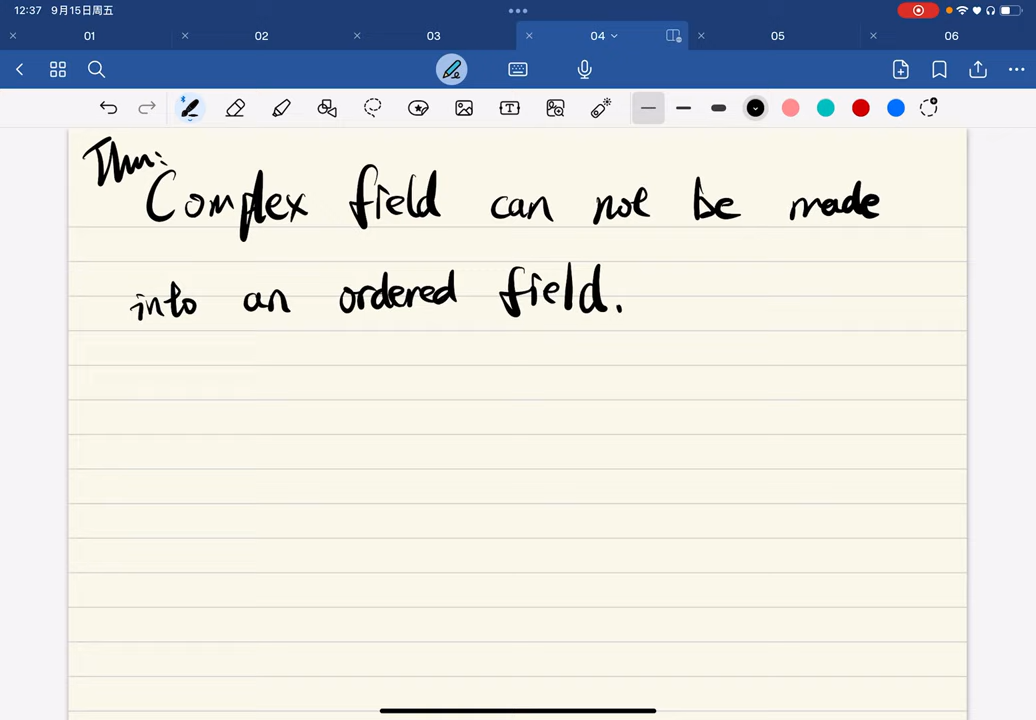 12:37 9月15日周五
01 02 03 04 05 06
Thm:
Complex field can not be made
into an ordered field.